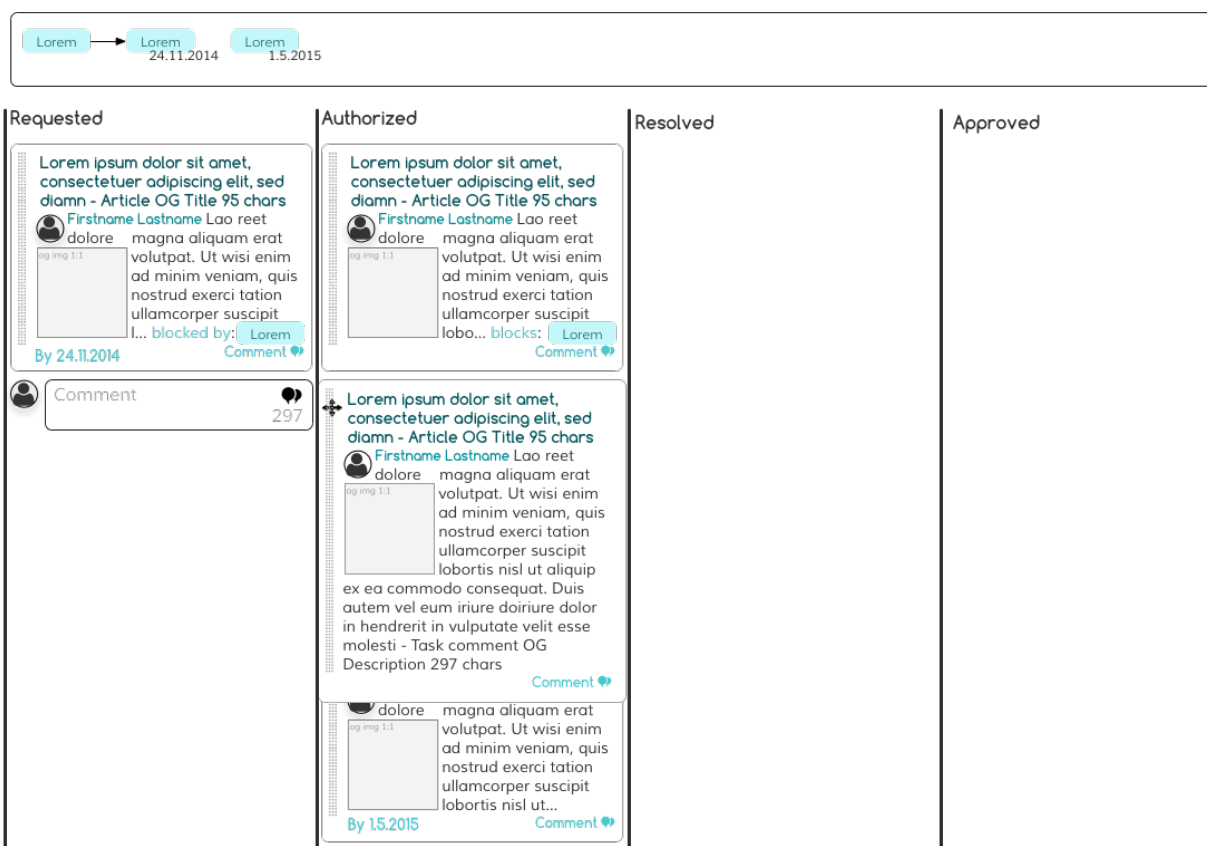 Lorem
Lorem
24.11.2014
Lorem
1.5.2015
Requested
Lorem ipsum dolor sit amet,
consectetuer adipiscing elit, sed
diamn - Article OG Title 95 chars
Firstname Lastname Lao reet
dolore magna aliquam erat
og img 1:1
volutpat. Ut wisi enim
ad minim veniam, quis
nostrud exerci tation
ullamcorper suscipit
l... blocked by: Lorem
By 24.11.2014
Comment
Comment
297
Authorized
Lorem ipsum dolor sit amet,
consectetuer adipiscing elit, sed
diamn - Article OG Title 95 chars
Firstname Lastname Lao reet
dolore magna aliquam erat
og img 1:1
volutpat. Ut wisi enim
ad minim veniam, quis
nostrud exerci tation
ullamcorper suscipit
lobo... blocks: Lorem
Comment
Lorem ipsum dolor sit amet,
consectetuer adipiscing elit, sed
diamn - Article OG Title 95 chars
Firstname Lastname Lao reet
dolore magna aliquam erat
og img 1:1
volutpat. Ut wisi enim
ad minim veniam, quis
nostrud exerci tation
ullamcorper suscipit
lobortis nisl ut aliquip
ex ea commodo consequat. Duis
autem vel eum iriure doiriure dolor
in hendrerit in vulputate velit esse
molesti - Task comment OG
Description 297 chars
Comment
dolore magna aliquam erat
og img 1:1
volutpat. Ut wisi enim
ad minim veniam, quis
nostrud exerci tation
ullamcorper suscipit
lobortis nisl ut...
By 1.5.2015
Comment
Resolved
Approved